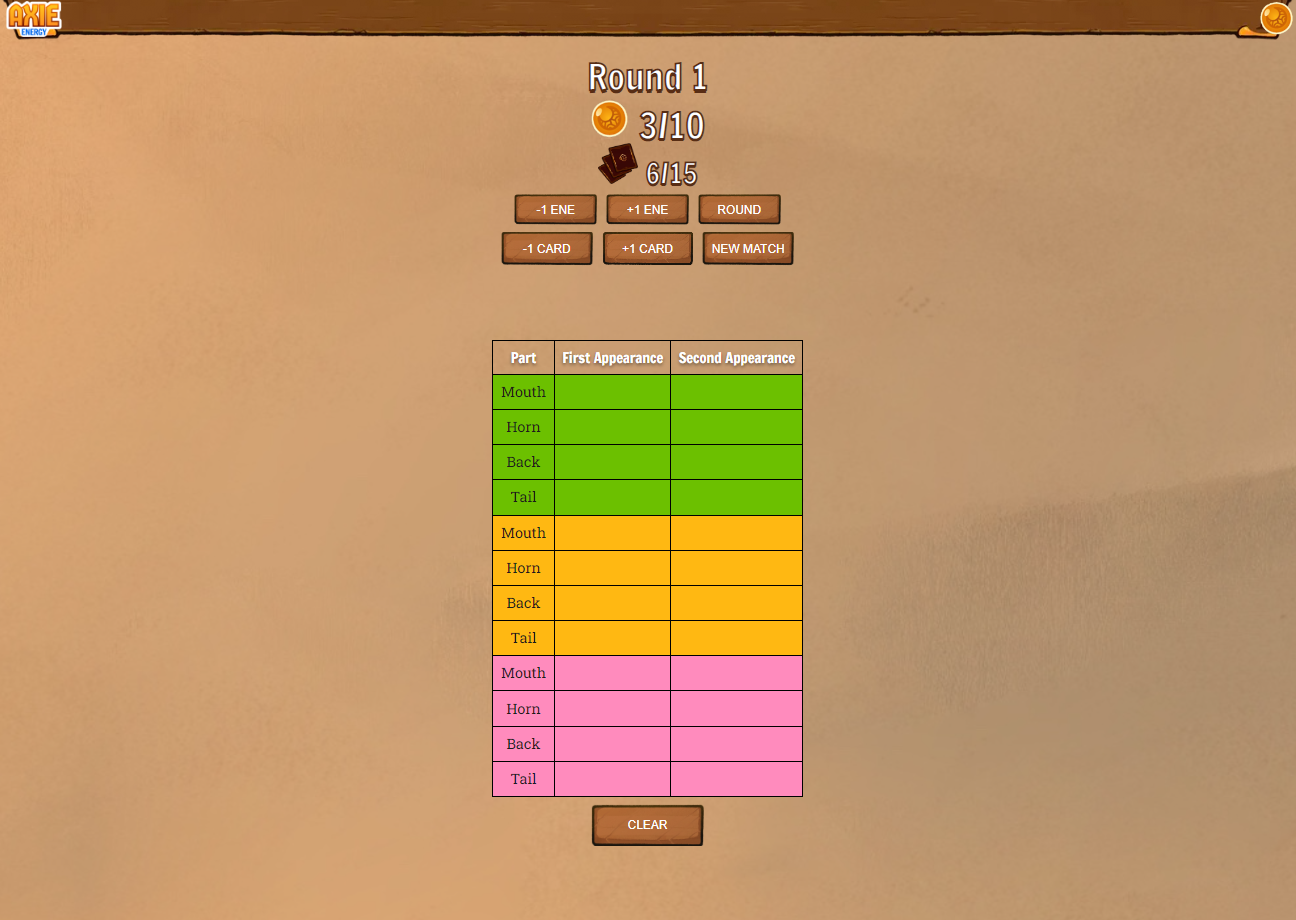 AXIE
ENERGY
Round 1
3/10
6/15
-1 ENE +1 ENE ROUND
-1 CARD +1 CARD NEW MATCH
Part First Appearance Second Appearance
Mouth
Horn
Back
Tail
Mouth
Horn
Back
Tail
Mouth
Horn
Back
Tail
CLEAR